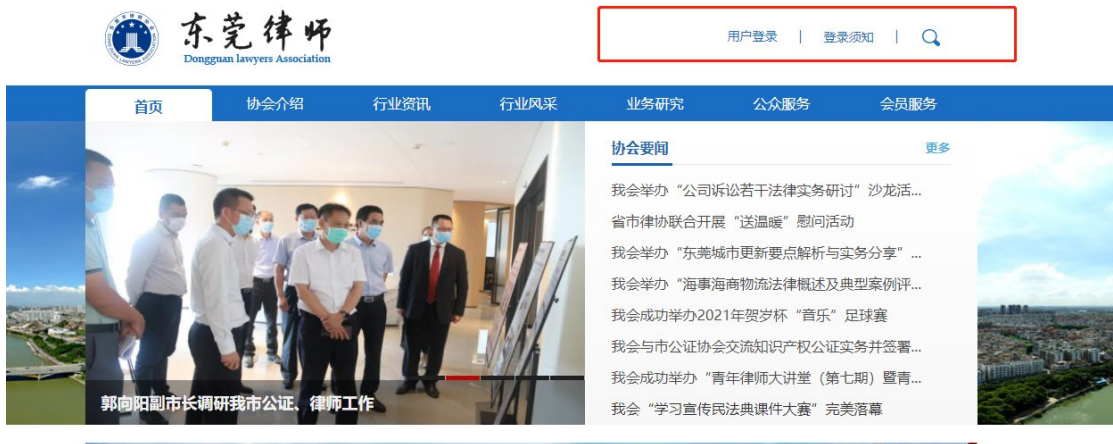 东莞律师
Dongguan lawyers Association
用户登录 | 登录须知 |
首页 协会介绍 行业资讯 行业风采 业务研究 公众服务 会员服务
协会要闻 更多
我会举办“公司诉讼若干法律实务研讨”沙龙活...
省市律协联合开展“送温暖”慰问活动
我会举办“东莞城市更新要点解析与实务分享”...
我会举办“海事海商物流法律概述及典型案例评...
我会成功举办2021年贺岁杯“音乐”足球赛
我会与市公证协会交流知识产权公证实务并签署...
我会成功举办“青年律师大讲堂（第七期）暨青...
我会“学习宣传民法典课件大赛”完美落幕
郭向阳副市长调研我市公证、律师工作